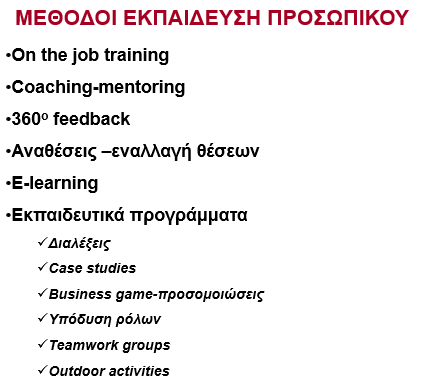 ΜΕΘΟΔΟΙ ΕΚΠΑΙΔΕΥΣΗ ΠΡΟΣΩΠΙΚΟΥ
•On the job training
•Coaching-mentoring
•360º feedback
•Αναθέσεις –εναλλαγή θέσεων
•E-learning
•Εκπαιδευτικά προγράμματα
✓Διαλέξεις
✓Case studies
✓Business game-προσομοιώσεις
✓Υπόδυση ρόλων
✓Teamwork groups
✓Outdoor activities